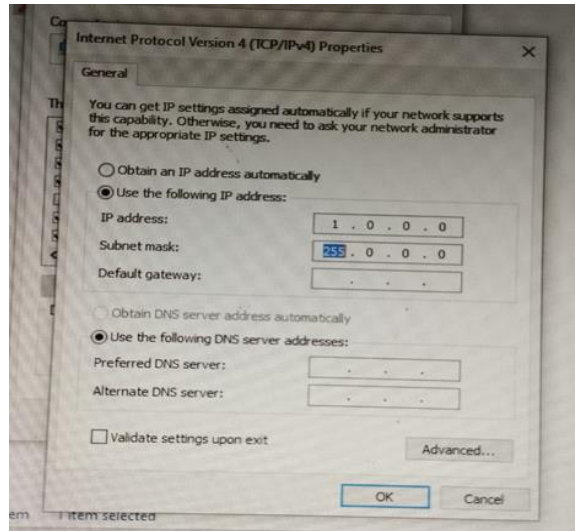 Co
Internet Protocol Version 4 (TCP/IPv4) Properties
General
Th
You can get IP settings assigned automatically if your network supports
this capability. Otherwise, you need to ask your network administrator
for the appropriate IP settings.
Obtain an IP address automatically
Use the following IP address:
IP address: 1 . 0 . 0 . 0
Subnet mask: 255 . 0 . 0 . 0
Default gateway: . . .
Obtain DNS server address automatically
Use the following DNS server addresses:
Preferred DNS server: . . .
Alternate DNS server: . . .
Validate settings upon exit
Advanced...
OK Cancel
em 1 item selected